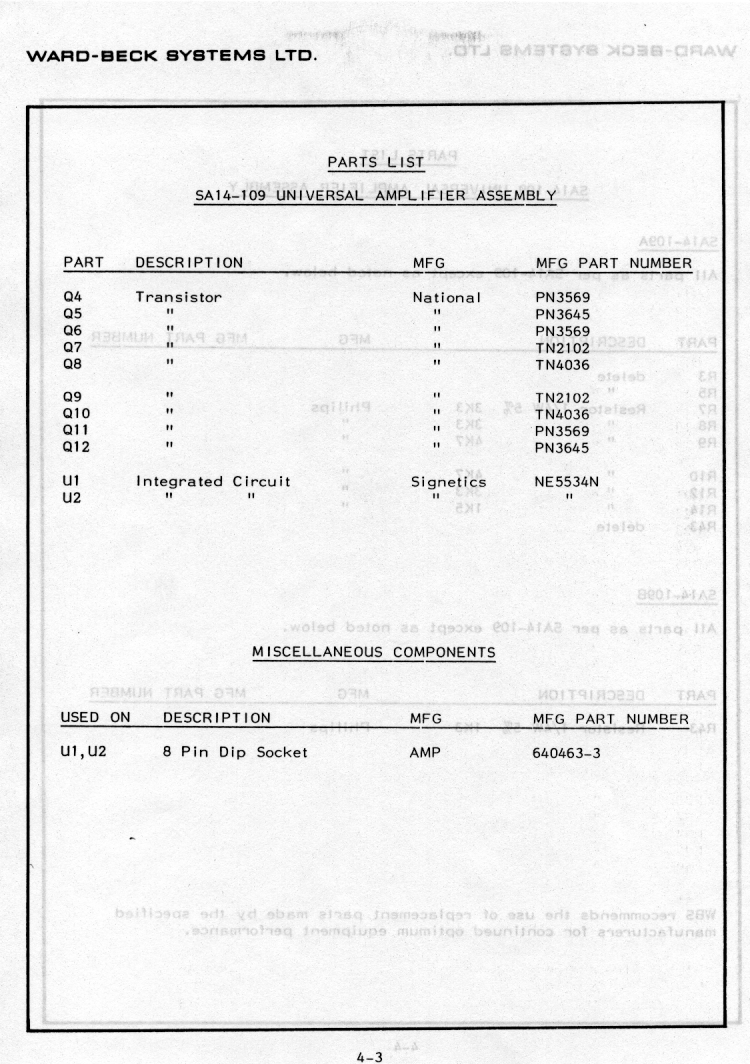 WARD-BECK SYSTEMS LTD.
PARTS LIST
SA14-109 UNIVERSAL AMPLIFIER ASSEMBLY
PART DESCRIPTION MFG MFG PART NUMBER
Q4 Transistor National PN3569
Q5 " " PN3645
Q6 " " PN3569
Q7 " " TN2102
Q8 " " TN4036
Q9 " " TN2102
Q10 " " TN4036
Q11 " " PN3569
Q12 " " PN3645
U1 Integrated Circuit Signetics NE5534N
U2 " " " "
MISCELLANEOUS COMPONENTS
USED ON DESCRIPTION MFG MFG PART NUMBER
U1,U2 8 Pin Dip Socket AMP 640463-3
4-3